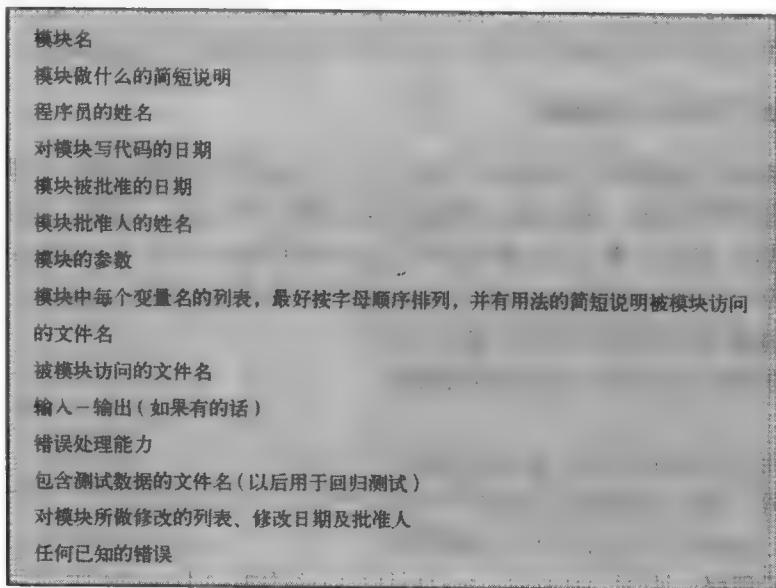 模块名
模块做什么的简短说明
程序员的姓名
对模块写代码的日期
模块被批准的日期
模块批准人的姓名
模块的参数
模块中每个变量名的列表，最好按字母顺序排列，并有用法的简短说明被模块访问
的文件名
被模块访问的文件名
输入－输出（如果有的话）
错误处理能力
包含测试数据的文件名（以后用于回归测试）
对模块所做修改的列表、修改日期及批准人
任何已知的错误